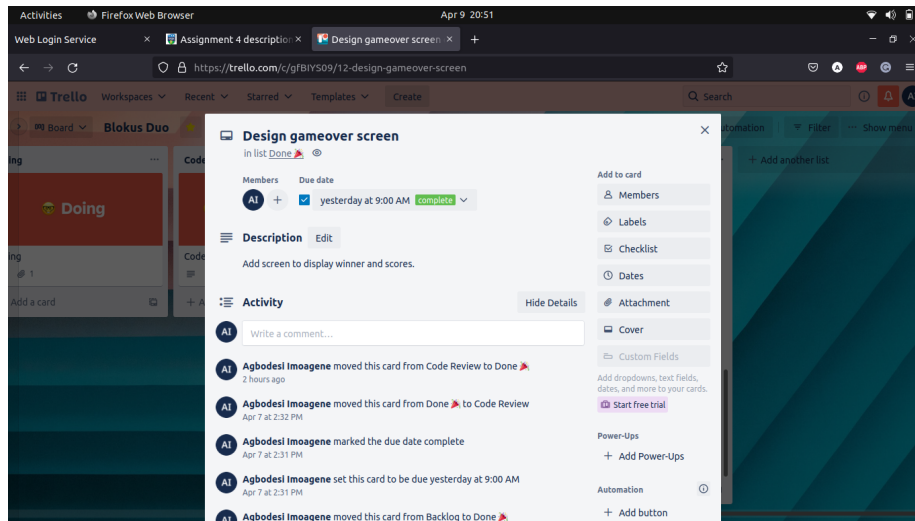 Activities Firefox Web Browser Apr 9 20:51
Web Login Service × Assignment 4 description × Design gameover screen × +
https://trello.com/c/gfBIYS09/12-design-gameover-screen
Trello Workspaces Recent Starred Templates Create Search
Board Blokus Duo Filter Show menu
Design gameover screen
in list Done
Members Due date
AI + yesterday at 9:00 AM complete
Description Edit
Add screen to display winner and scores.
Activity Hide Details
AI Write a comment...
AI Agbodesi Imoagene moved this card from Code Review to Done
2 hours ago
AI Agbodesi Imoagene moved this card from Done to Code Review
Apr 7 at 2:32 PM
AI Agbodesi Imoagene marked the due date complete
Apr 7 at 2:31 PM
AI Agbodesi Imoagene set this card to be due yesterday at 9:00 AM
Apr 7 at 2:31 PM
AI Agbodesi Imoagene moved this card from Backlog to Done
Add to card
Members
Labels
Checklist
Dates
Attachment
Cover
Custom Fields
Add dropdowns, text fields,
dates, and more to your cards.
Start free trial
Power-Ups
+ Add Power-Ups
Automation
+ Add button
Doing
1
Add a card
Code
Code
+ Add another list